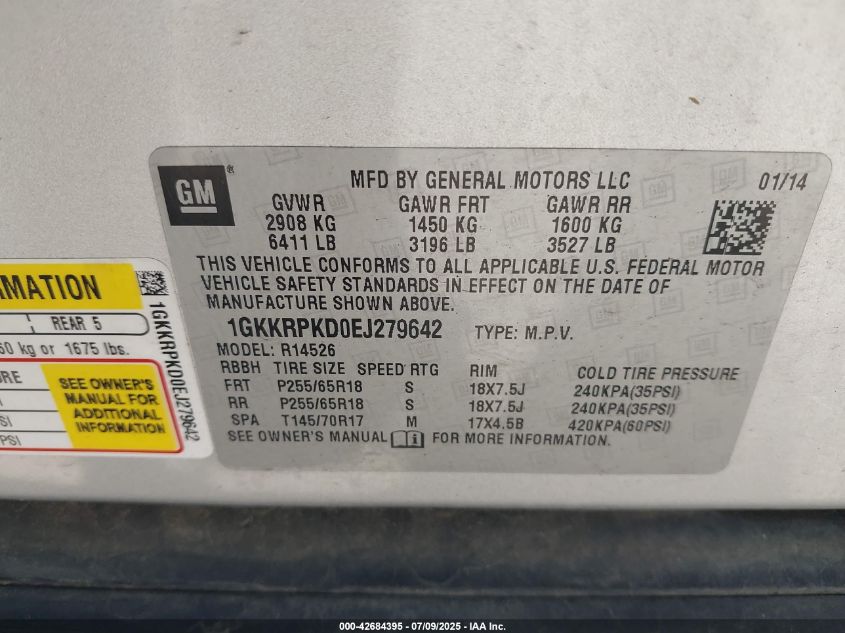 GM
®
MFD BY GENERAL MOTORS LLC
01/14
GVWR GAWR FRT GAWR RR
2908 KG 1450 KG 1600 KG
6411 LB 3196 LB 3527 LB
THIS VEHICLE CONFORMS TO ALL APPLICABLE U.S. FEDERAL MOTOR
VEHICLE SAFETY STANDARDS IN EFFECT ON THE DATE OF
MANUFACTURE SHOWN ABOVE.
1GKKRPKD0EJ279642 TYPE: M.P.V.
MODEL: R14526
RBBH TIRE SIZE SPEED RTG RIM COLD TIRE PRESSURE
FRT P255/65R18 S 18X7.5J 240KPA(35PSI)
RR P255/65R18 S 18X7.5J 240KPA(35PSI)
SPA T145/70R17 M 17X4.5B 420KPA(60PSI)
SEE OWNER'S MANUAL FOR MORE INFORMATION.
RMATION
REAR 5
60 kg or 1675 lbs.
SEE OWNER'S
MANUAL FOR
ADDITIONAL
INFORMATION
PSI
1GKKRPKD0EJ279642
000-42684395 - 07/09/2025 - IAA Inc.